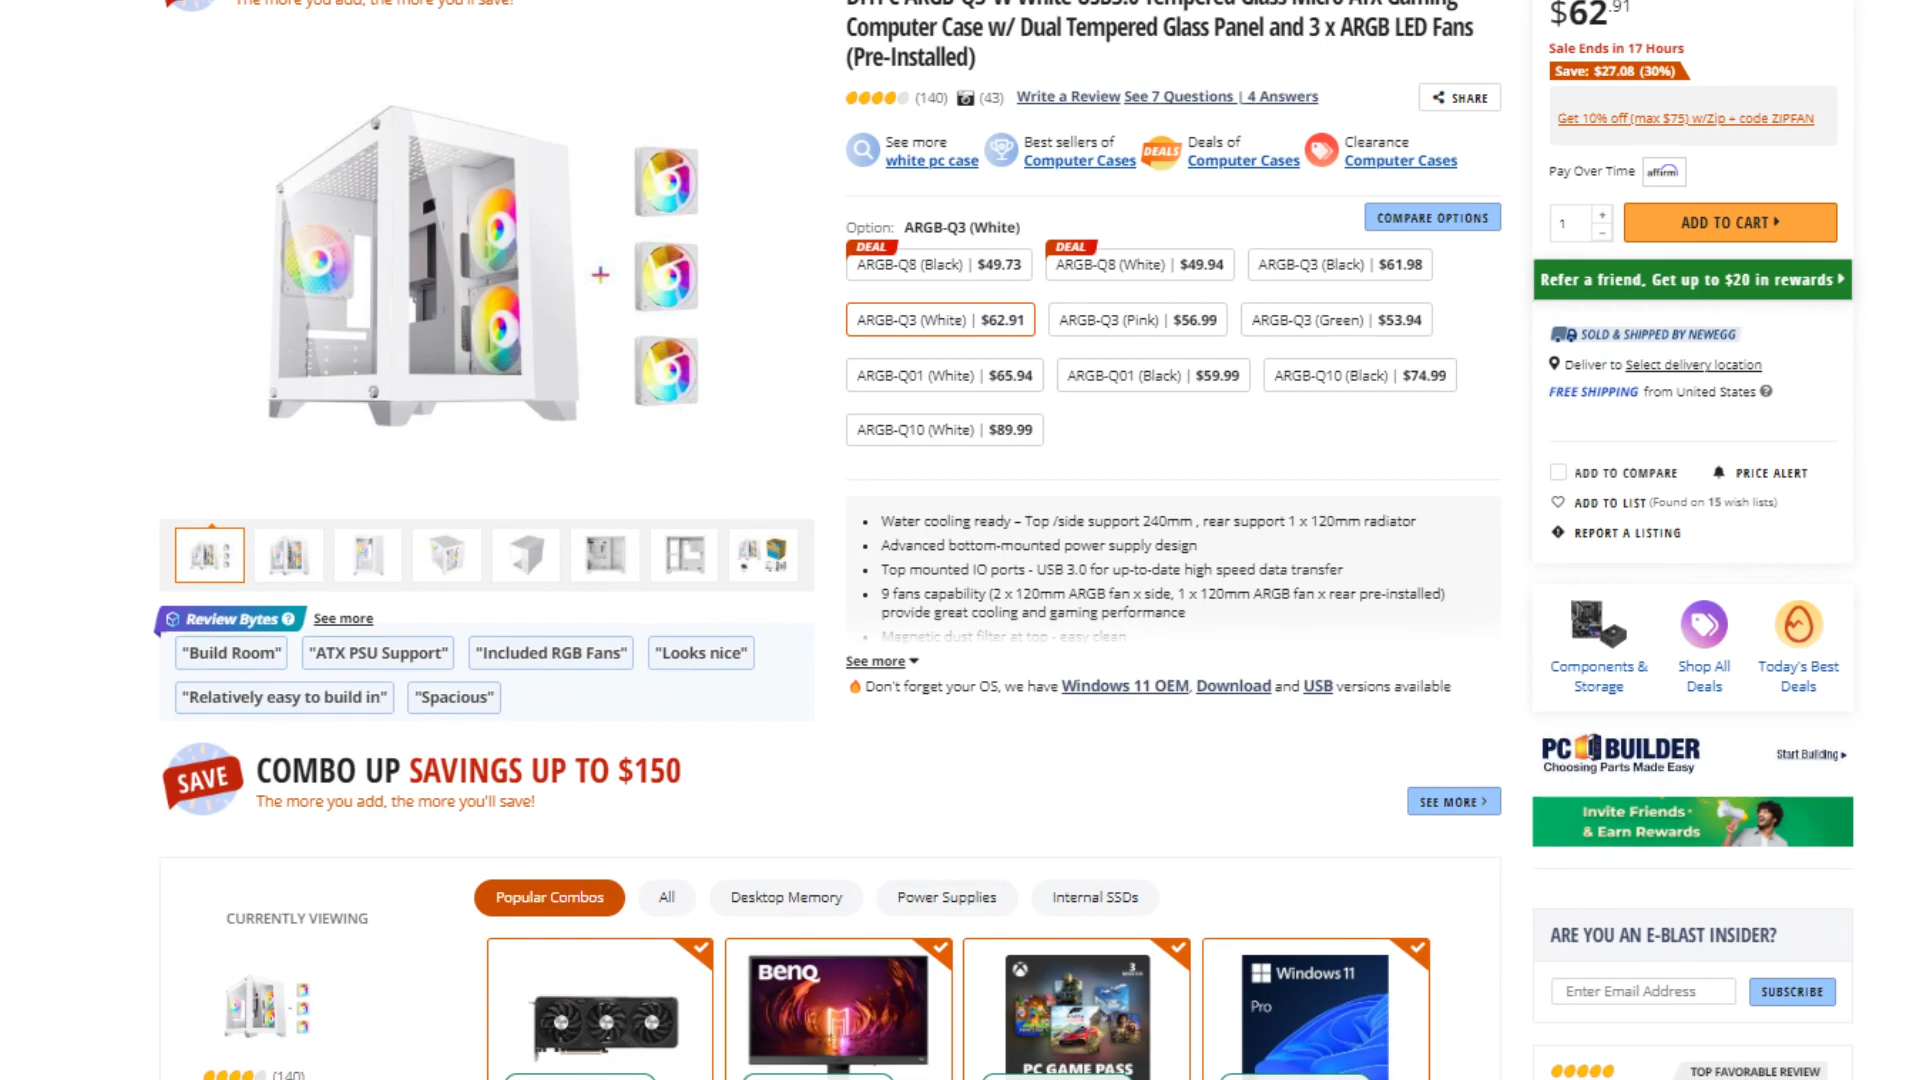 The more you add, the more you'll save!
DIYPC ARGB-Q3-W White USB3.0 Tempered Glass Micro ATX Gaming
Computer Case w/ Dual Tempered Glass Panel and 3 x ARGB LED Fans
(Pre-Installed)
(140) (43) Write a Review See 7 Questions | 4 Answers
SHARE
See more
white pc case
Best sellers of
Computer Cases
DEALS
Deals of
Computer Cases
Clearance
Computer Cases
Option: ARGB-Q3 (White)
COMPARE OPTIONS
DEAL
ARGB-Q8 (Black) | $49.73
DEAL
ARGB-Q8 (White) | $49.94
ARGB-Q3 (Black) | $61.98
ARGB-Q3 (White) | $62.91
ARGB-Q3 (Pink) | $56.99
ARGB-Q3 (Green) | $53.94
ARGB-Q01 (White) | $65.94
ARGB-Q01 (Black) | $59.99
ARGB-Q10 (Black) | $74.99
ARGB-Q10 (White) | $89.99
• Water cooling ready – Top /side support 240mm , rear support 1 x 120mm radiator
• Advanced bottom-mounted power supply design
• Top mounted IO ports - USB 3.0 for up-to-date high speed data transfer
• 9 fans capability (2 x 120mm ARGB fan x side, 1 x 120mm ARGB fan x rear pre-installed)
provide great cooling and gaming performance
• Magnetic dust filter at top - easy clean
See more
Don't forget your OS, we have Windows 11 OEM, Download and USB versions available
Review Bytes ? See more
"Build Room"
"ATX PSU Support"
"Included RGB Fans"
"Looks nice"
"Relatively easy to build in"
"Spacious"
SAVE
COMBO UP SAVINGS UP TO $150
The more you add, the more you'll save!
SEE MORE
CURRENTLY VIEWING
(140)
Popular Combos
All
Desktop Memory
Power Supplies
Internal SSDs
BENQ
3
PC GAME PASS
Windows 11
Pro
$62.91
Sale Ends in 17 Hours
Save: $27.08 (30%)
Get 10% off (max $75) w/Zip + code ZIPFAN
Pay Over Time affirm
1 + −
ADD TO CART
Refer a friend, Get up to $20 in rewards
SOLD & SHIPPED BY NEWEGG
Deliver to Select delivery location
FREE SHIPPING from United States ?
ADD TO COMPARE
PRICE ALERT
ADD TO LIST (Found on 15 wish lists)
REPORT A LISTING
Components &
Storage
Shop All
Deals
Today's Best
Deals
PC BUILDER
Choosing Parts Made Easy
Start Building
Invite Friends
& Earn Rewards
ARE YOU AN E-BLAST INSIDER?
Enter Email Address
SUBSCRIBE
TOP FAVORABLE REVIEW